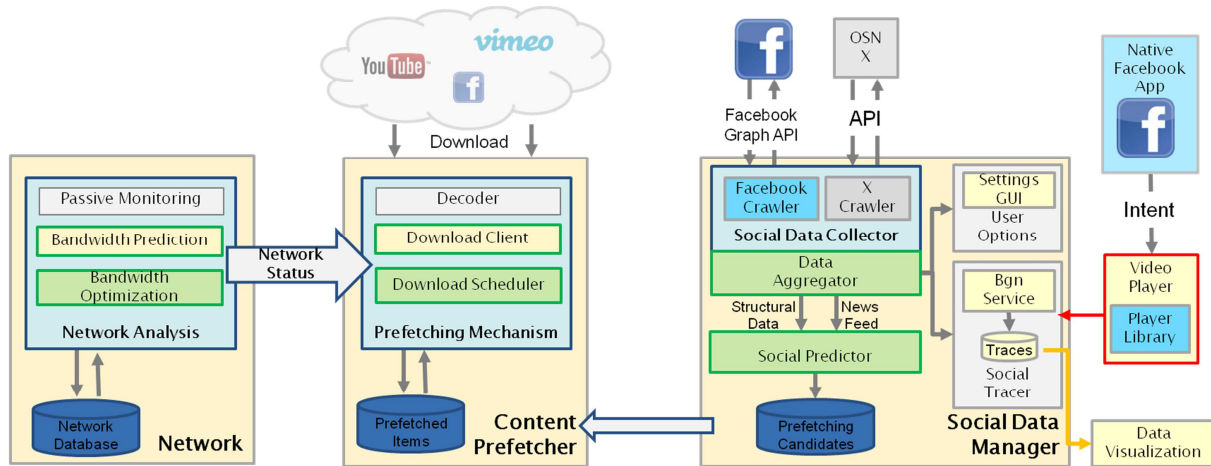 vimeo
YouTube
f
Download
Network
Passive Monitoring
Bandwidth Prediction
Bandwidth
Optimization
Network Analysis
Network
Database
Network
Status
Decoder
Download Client
Download Scheduler
Prefetching Mechanism
Prefetched
Items
Content
Prefetcher
f
Facebook
Graph API
OSN
X
API
Facebook
Crawler
X
Crawler
Social Data Collector
Data
Aggregator
Structural
Data
News
Feed
Social Predictor
Prefetching
Candidates
Settings
GUI
User
Options
Bgn
Service
Traces
Social
Tracer
Social Data
Manager
Native
Facebook
App
f
Intent
Video
Player
Player
Library
Data
Visualization